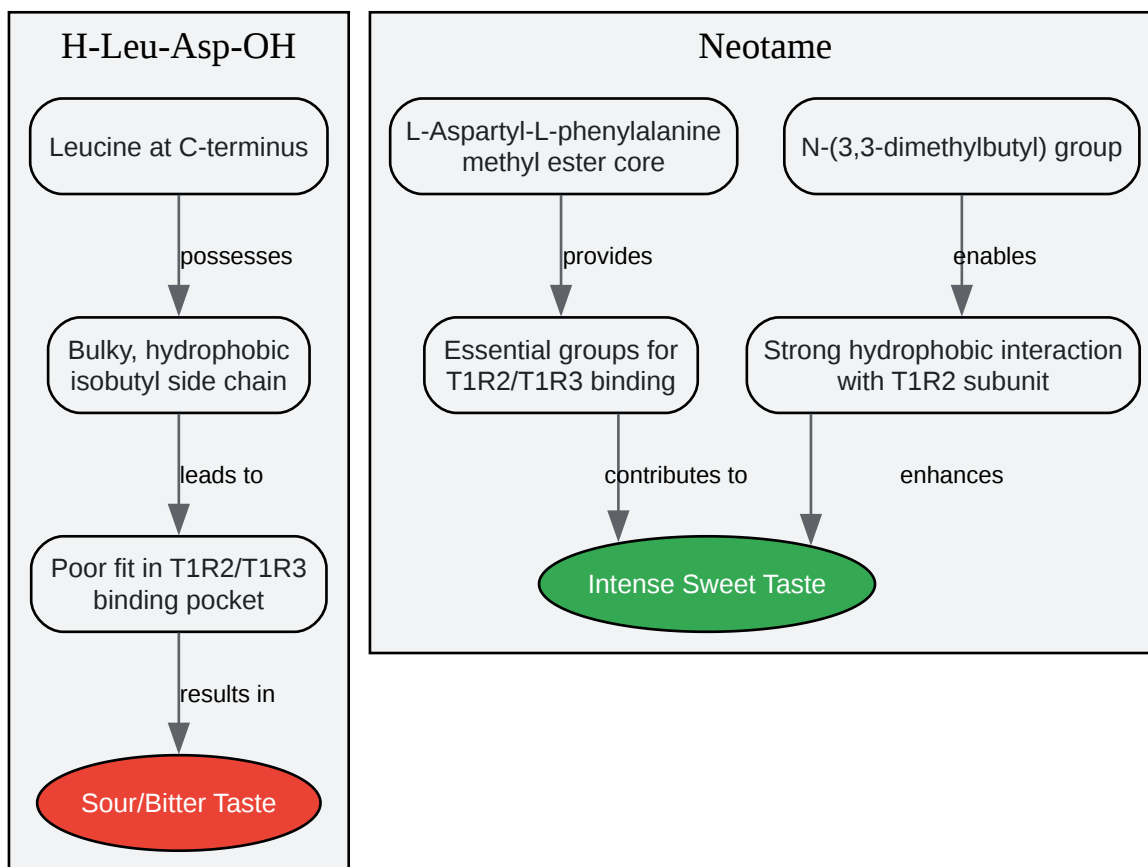 H-Leu-Asp-OH
Leucine at C-terminus
possesses
Bulky, hydrophobic
isobutyl side chain
leads to
Poor fit in T1R2/T1R3
binding pocket
results in
Sour/Bitter Taste
Neotame
L-Aspartyl-L-phenylalanine
methyl ester core
provides
Essential groups for
T1R2/T1R3 binding
contributes to
N-(3,3-dimethylbutyl) group
enables
Strong hydrophobic interaction
with T1R2 subunit
enhances
Intense Sweet Taste